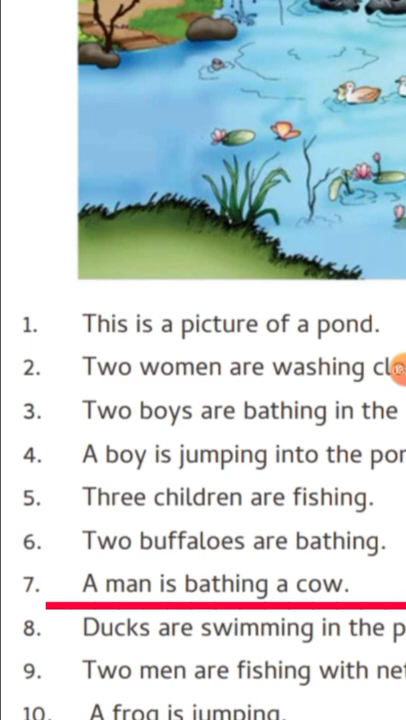 1. This is a picture of a pond.
2. Two women are washing
3. Two boys are bathing in the
4. A boy is jumping into the
5. Three children are fishing.
6. Two buffaloes are bathing.
7. A man is bathing a cow.
8. Ducks are swimming in the
9. Two men are fishing with
10. A frog is jumping.